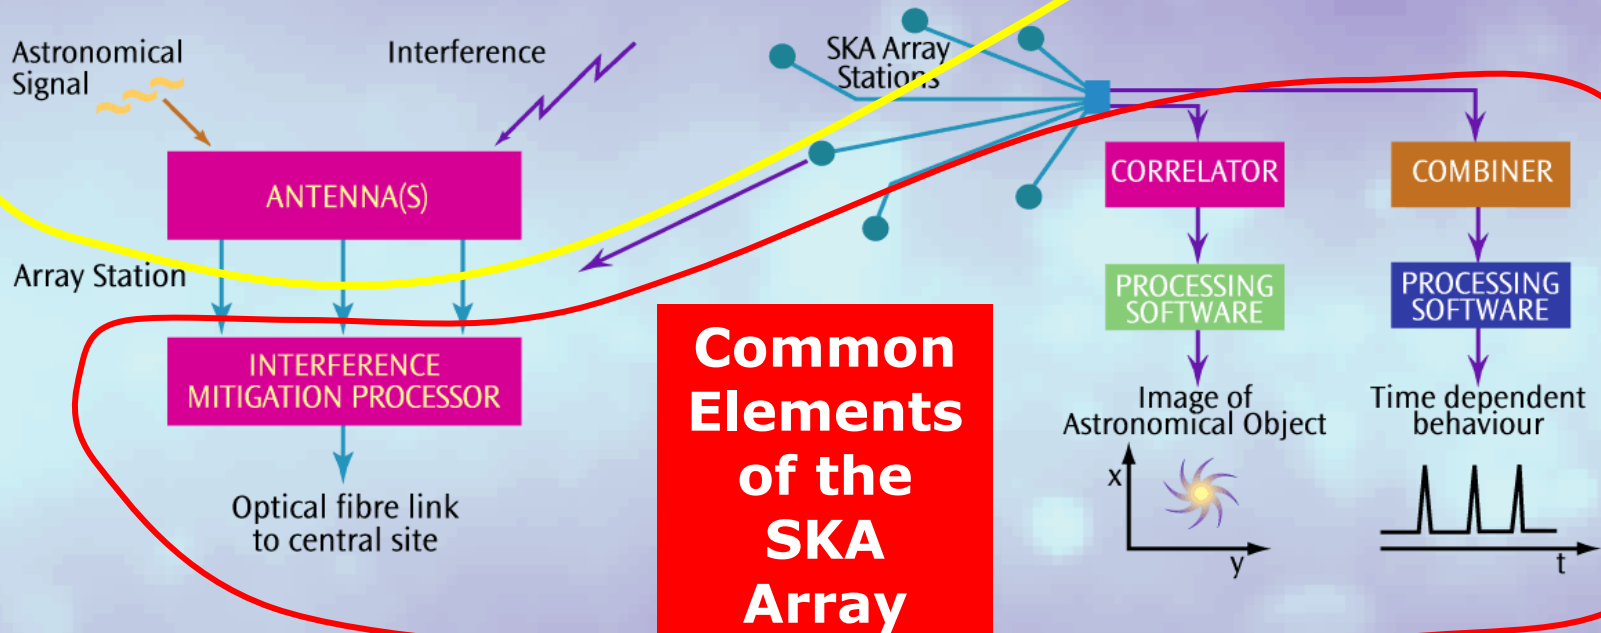 Astronomical
Signal
Interference
ANTENNA(S)
Array Station
INTERFERENCE
MITIGATION PROCESSOR
Optical fibre link
to central site
SKA Array
Stations
CORRELATOR
PROCESSING
SOFTWARE
Image of
Astronomical Object
x
y
COMBINER
PROCESSING
SOFTWARE
Time dependent
behaviour
t
Common
Elements
of the
SKA
Array